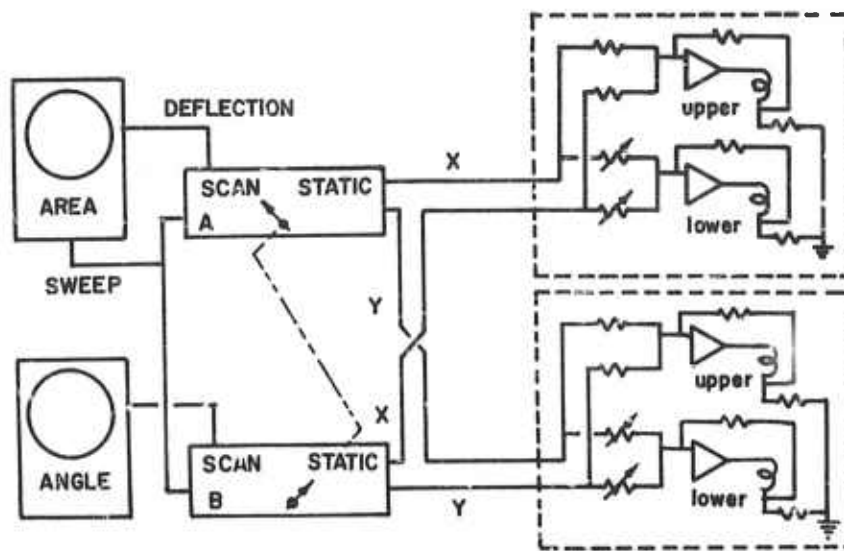 DEFLECTION
upper
X
SCAN STATIC
AREA
A
lower
SWEEP
Y
upper
X
SCAN STATIC
ANGLE
B
lower
Y